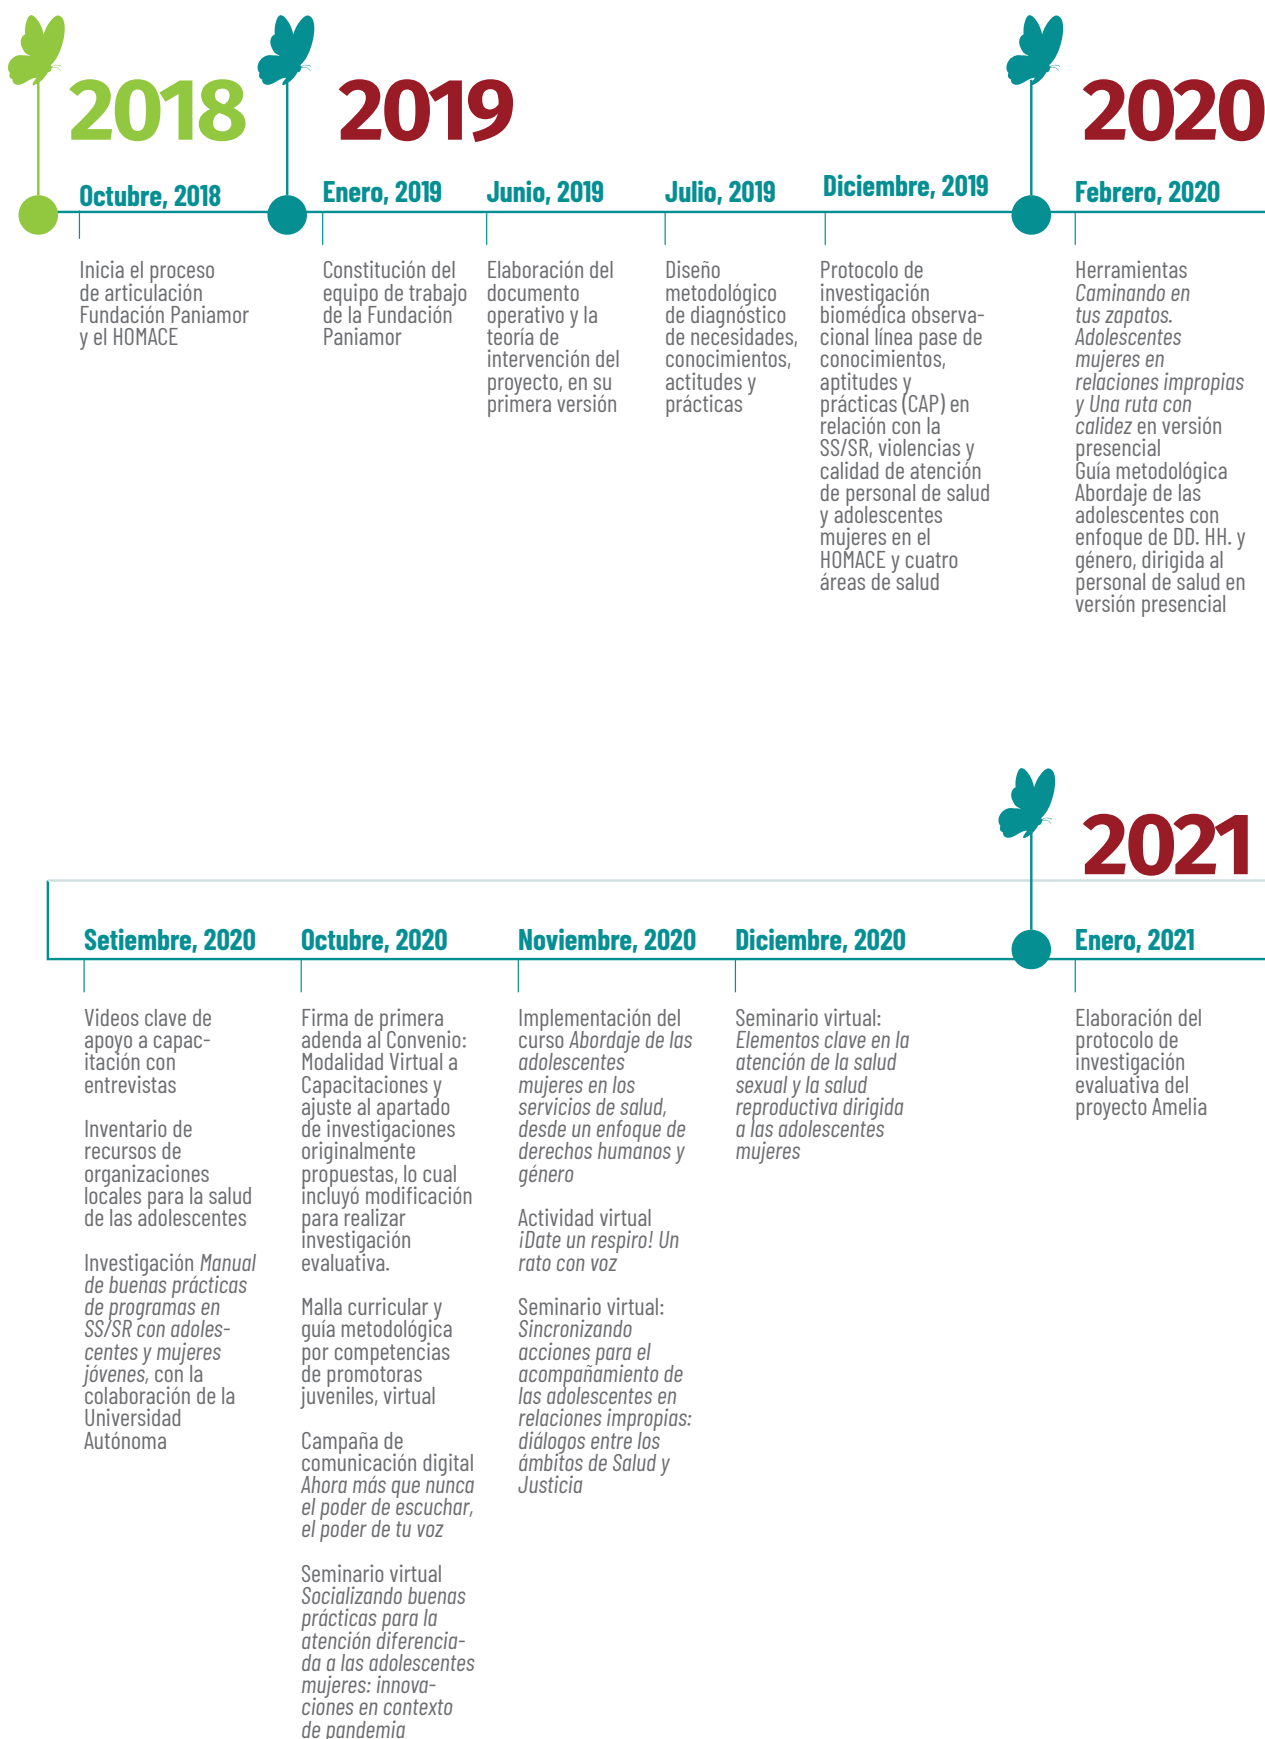 2018
2019
2020
Octubre, 2018
Inicia el proceso
de articulación
Fundación Paniamor
y el HOMACE
Enero, 2019
Constitución del
equipo de trabajo
de la Fundación
Paniamor
Junio, 2019
Elaboración del
documento
operativo y la
teoría de
intervención del
proyecto, en su
primera versión
Julio, 2019
Diseño
metodológico
de diagnóstico
de necesidades,
conocimientos,
actitudes y
prácticas
Diciembre, 2019
Protocolo de
investigación
biomédica observa-
cional línea pase de
conocimientos,
aptitudes y
prácticas (CAP) en
relación con la
SS/SR, violencias y
calidad de atención
de personal de salud
y adolescentes
mujeres en el
HOMACE y cuatro
áreas de salud
Febrero, 2020
Herramientas
Caminando en
tus zapatos.
Adolescentes
mujeres en
relaciones impropias
y Una ruta con
calidez en versión
presencial
Guía metodológica
Abordaje de las
adolescentes con
enfoque de DD. HH. y
género, dirigida al
personal de salud en
versión presencial
2021
Setiembre, 2020
Videos clave de
apoyo a capac-
itación con
entrevistas
Inventario de
recursos de
organizaciones
locales para la salud
de las adolescentes
Investigación Manual
de buenas prácticas
de programas en
SS/SR con adoles-
centes y mujeres
jóvenes, con la
colaboración de la
Universidad
Autónoma
Octubre, 2020
Firma de primera
adenda al Convenio:
Modalidad Virtual a
Capacitaciones y
ajuste al apartado
de investigaciones
originalmente
propuestas, lo cual
incluyó modificación
para realizar
investigación
evaluativa.
Malla curricular y
guía metodológica
por competencias
de promotoras
juveniles, virtual
Campaña de
comunicación digital
Ahora más que nunca
el poder de escuchar,
el poder de tu voz
Seminario virtual
Socializando buenas
prácticas para la
atención diferencia-
da a las adolescentes
mujeres: innova-
ciones en contexto
de pandemia
Noviembre, 2020
Implementación del
curso Abordaje de las
adolescentes
mujeres en los
servicios de salud,
desde un enfoque de
derechos humanos y
género
Actividad virtual
¡Date un respiro! Un
rato con voz
Seminario virtual:
Sincronizando
acciones para el
acompañamiento de
las adolescentes en
relaciones impropias:
diálogos entre los
ámbitos de Salud y
Justicia
Diciembre, 2020
Seminario virtual:
Elementos clave en la
atención de la salud
sexual y la salud
reproductiva dirigida
a las adolescentes
mujeres
Enero, 2021
Elaboración del
protocolo de
investigación
evaluativa del
proyecto Amelia